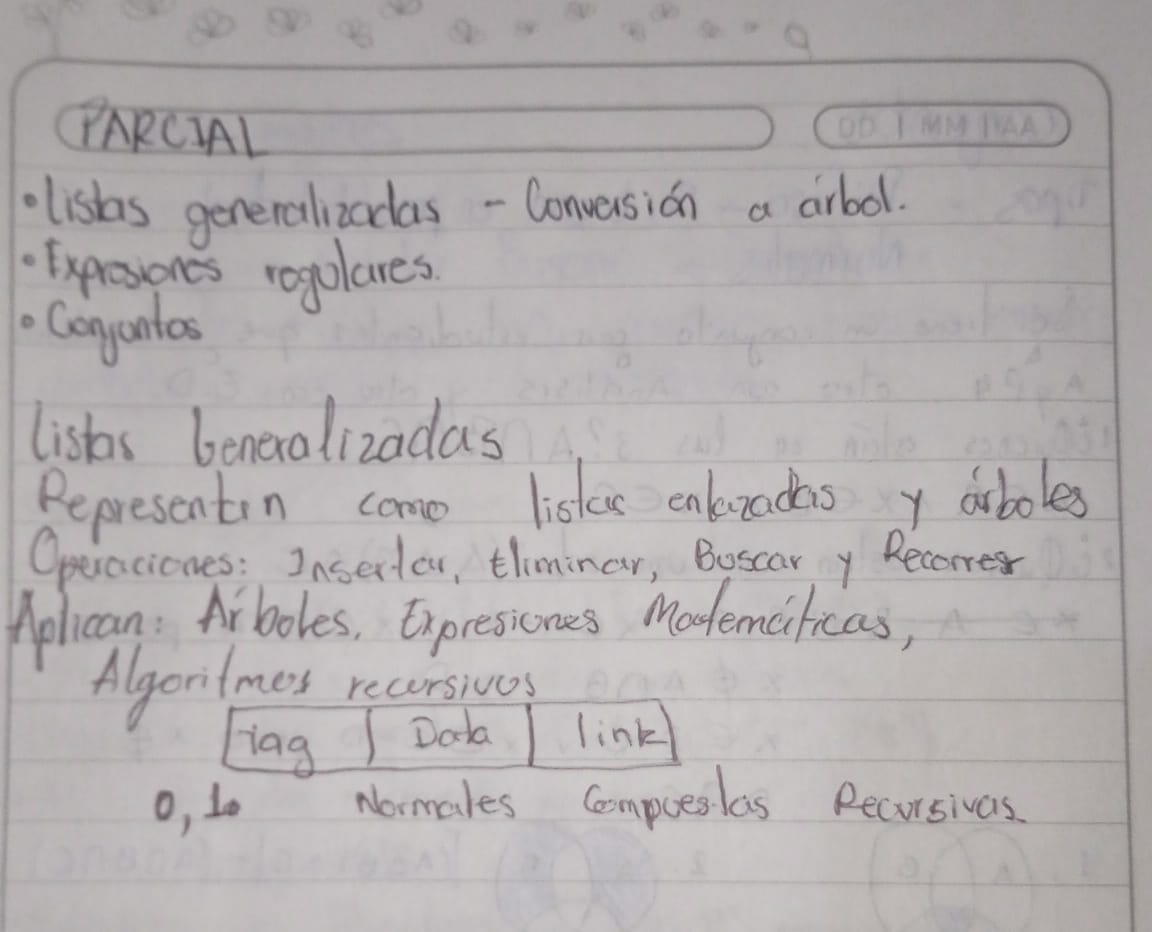 PARCIAL
DD / MM / AA
• Listas generalizadas - Conversión a árbol.
• Expresiones regulares.
• Conjuntos
Listas Generalizadas
Representan como listas enlazadas y árboles
Operaciones: Insertar, Eliminar, Buscar y Recorrer
Aplican: Árboles, Expresiones Matemáticas,
Algoritmos recursivos
Tag | Data | link
0, 1 Normales Compuestas Recursivas